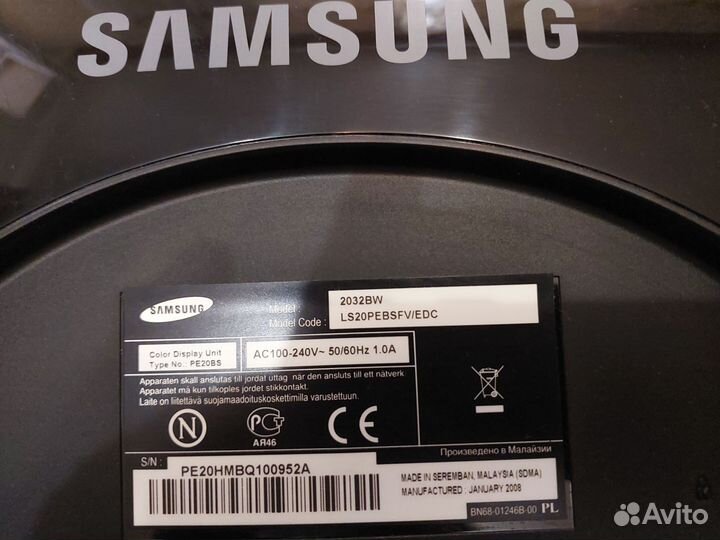 SAMSUNG
SAMSUNG
Model : 2032BW
Model Code : LS20PEBSFV/EDC
Color Display Unit
Type No.: PE20BS
AC100-240V~ 50/60Hz 1.0A
Apparaten skall anslutas till jordat uttag när den ansluts till ett nätverk
Apparatet må kun tilkoples jordet stikkontakt.
Laite on liitettävä suojamaadoituskoskettimilla varustettuun.
N
РСТ
АЯ46
CE
Произведено в Малайзии
S/N :
PE20HMBQ100952A
MADE IN SEREMBAN, MALAYSIA (SDMA)
MANUFACTURED : JANUARY 2008
BN68-01246B-00 PL
Avito